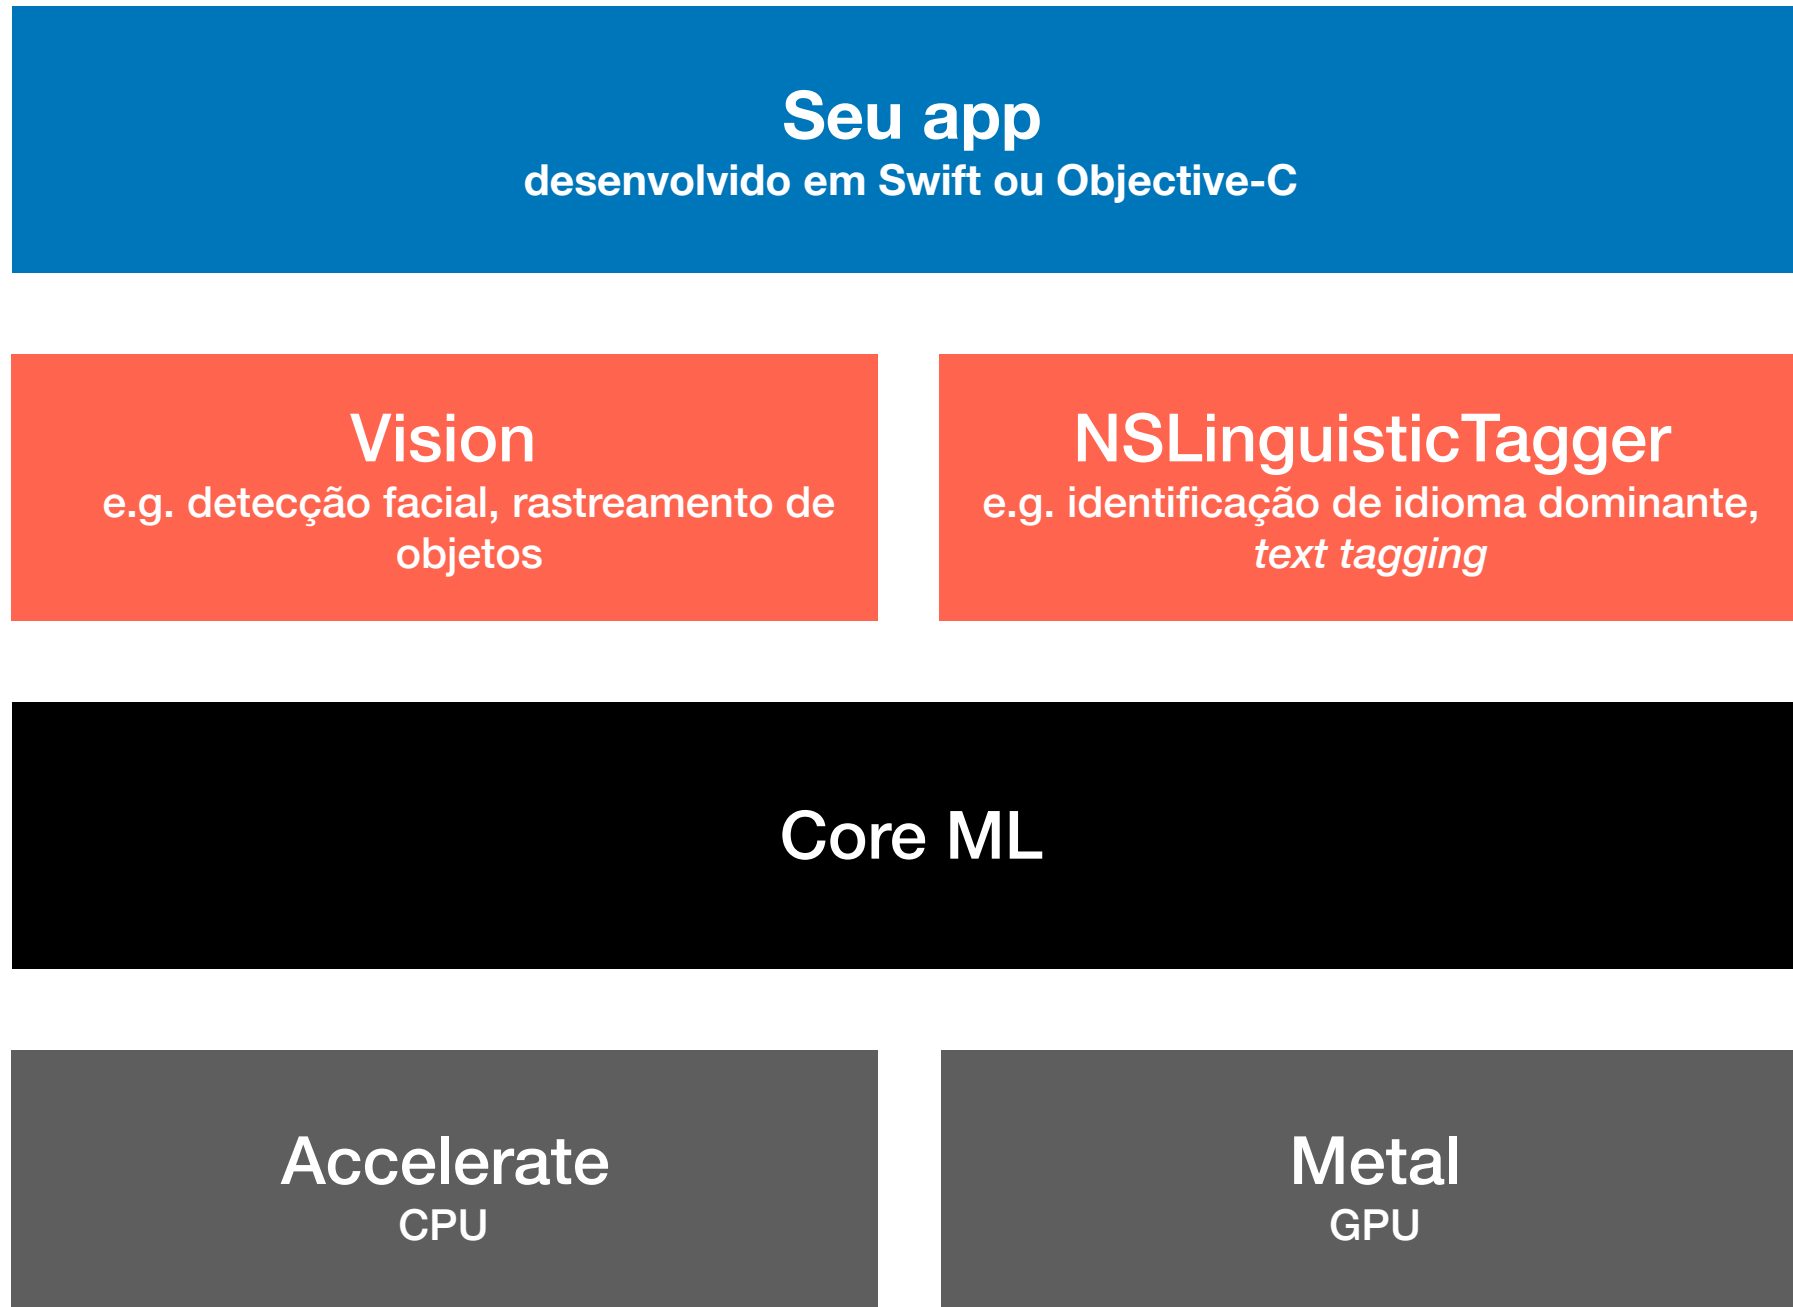 Seu app
desenvolvido em Swift ou Objective-C
Vision
e.g. detecção facial, rastreamento de
objetos
NSLinguisticTagger
e.g. identificação de idioma dominante,
text tagging
Core ML
Accelerate
CPU
Metal
GPU